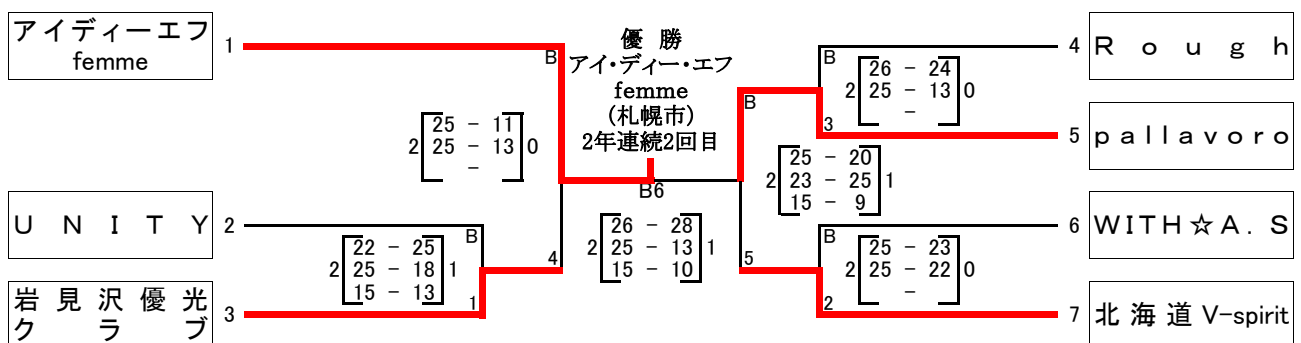 アイディーエフ
femme
1
UNITY
2
岩見沢優光
クラブ
3
B
25 - 11
2 25 - 13 0
-
B
22 - 25
2 25 - 18 1
15 - 13
1
4
優 勝
アイ・ディー・エフ
femme
(札幌市)
2年連続2回目
B6
26 - 28
2 25 - 13 1
15 - 10
B
25 - 20
2 23 - 25 1
15 - 9
5
B
26 - 24
2 25 - 13 0
-
3
B
25 - 23
2 25 - 22 0
-
2
4
Rough
5
pallavoro
6
WITH☆A.S
7
北海道V-spirit